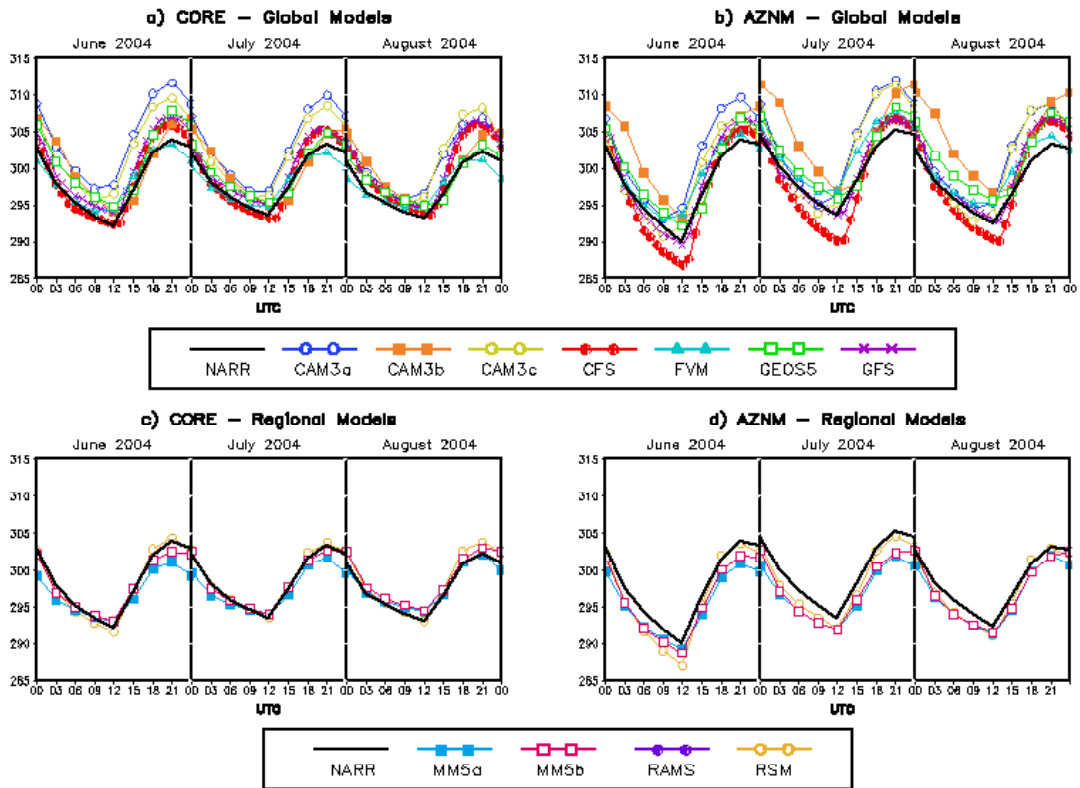 a) CORE – Global Models
June 2004 July 2004 August 2004
315
310
305
300
295
290
285
00 03 06 09 12 15 18 21 00 03 06 09 12 15 18 21 00 03 06 09 12 15 18 21 00
UTC
b) AZNM – Global Models
June 2004 July 2004 August 2004
315
310
305
300
295
290
285
00 03 06 09 12 15 18 21 00 03 06 09 12 15 18 21 00 03 06 09 12 15 18 21 00
UTC
NARR CAM3a CAM3b CAM3c CFS FVM GEOS5 GFS
c) CORE – Regional Models
June 2004 July 2004 August 2004
315
310
305
300
295
290
285
00 03 06 09 12 15 18 21 00 03 06 09 12 15 18 21 00 03 06 09 12 15 18 21 00
UTC
d) AZNM – Regional Models
June 2004 July 2004 August 2004
315
310
305
300
295
290
285
00 03 06 09 12 15 18 21 00 03 06 09 12 15 18 21 00 03 06 09 12 15 18 21
UTC
NARR MM5a MM5b RAMS RSM